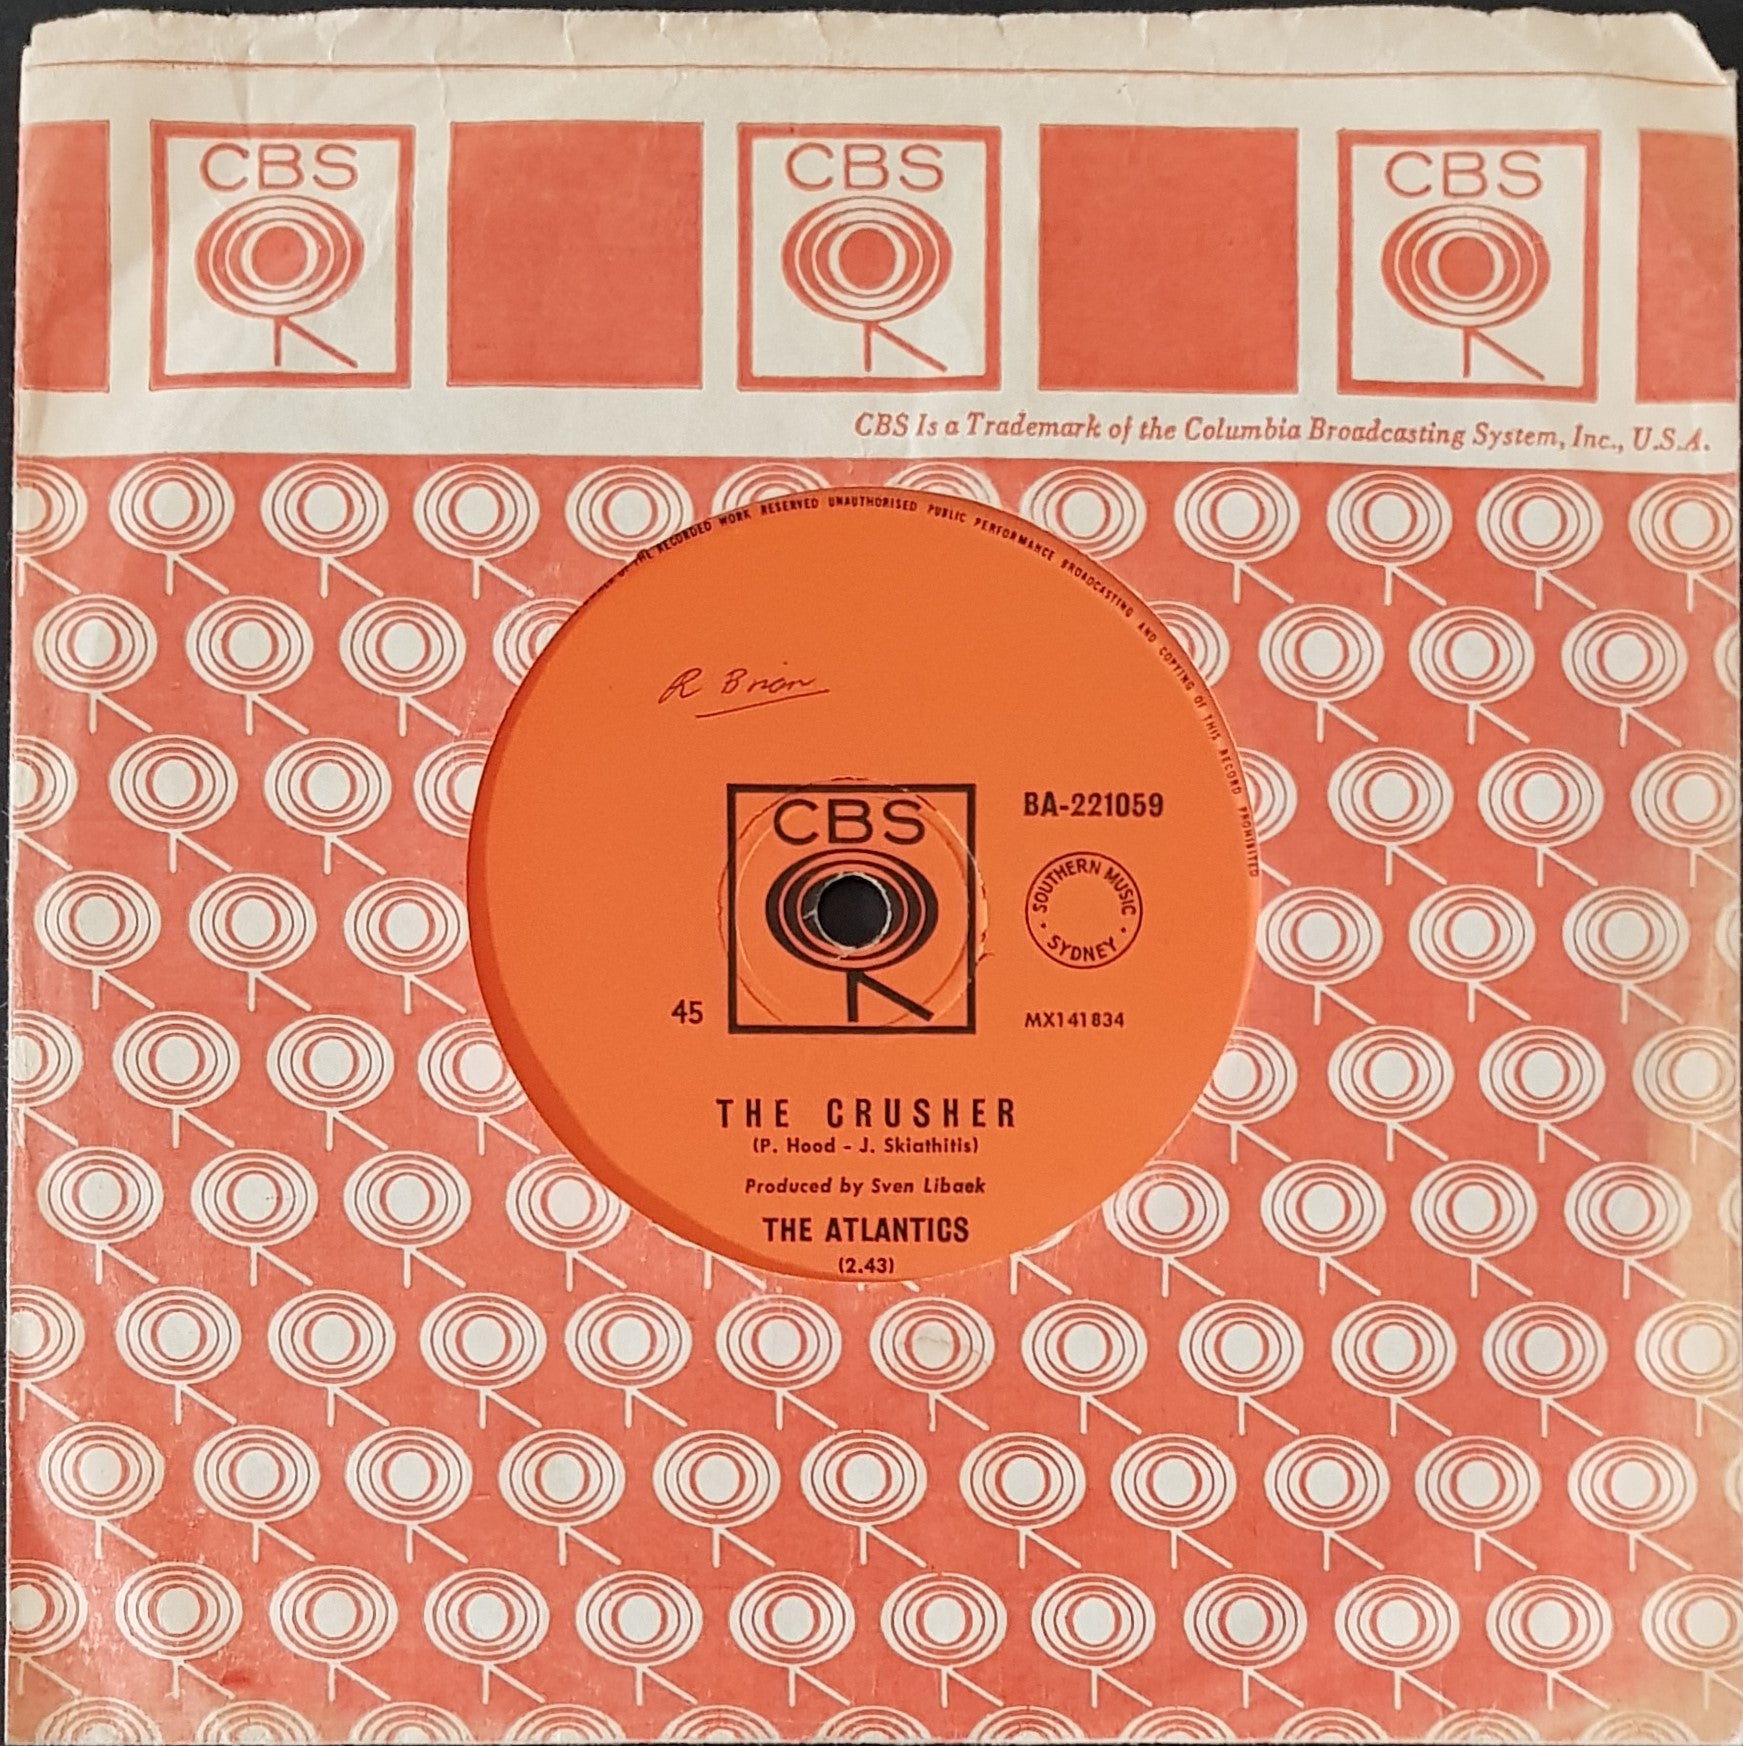 CBS
CBS
CBS
CBS Is a Trademark of the Columbia Broadcasting System, Inc., U.S.A.
THE RECORDED WORK RESERVED UNAUTHORISED PUBLIC PERFORMANCE BROADCASTING AND COPYING OF THIS RECORD PROHIBITED
R Brian
CBS
BA-221059
SOUTHERN MUSIC
• SYDNEY •
45
MX141834
THE CRUSHER
(P. Hood - J. Skiathitis)
Produced by Sven Libaek
THE ATLANTICS
(2.43)